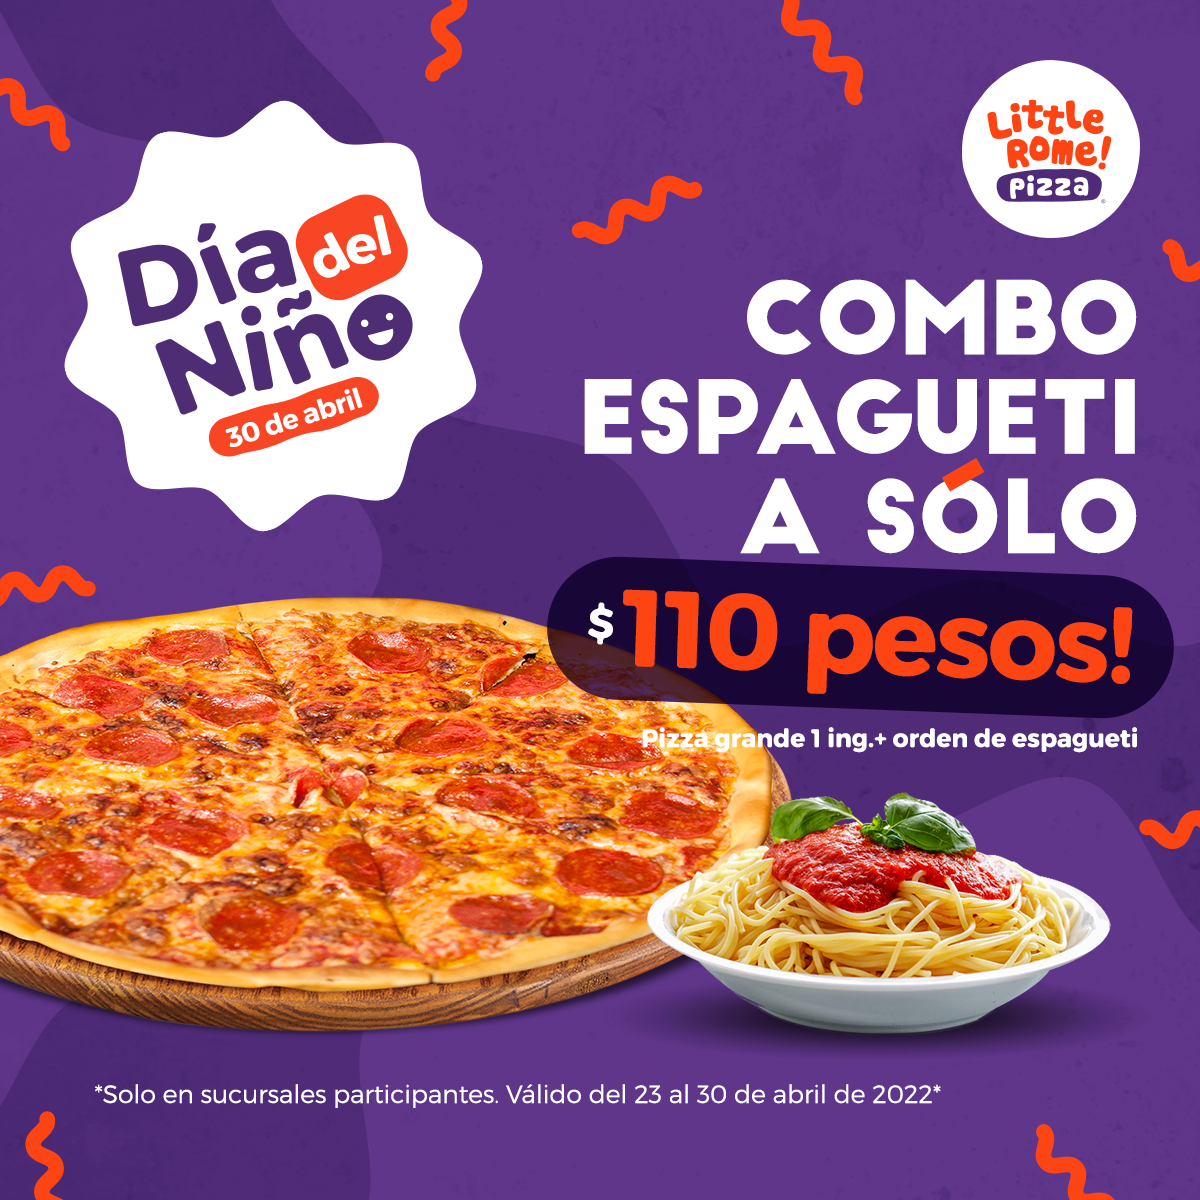 Día del
Niño
30 de abril
Little
Rome!
Pizza
COMBO
ESPAGUETI
A SÓLO
$110 pesos!
Pizza grande 1 ing.+ orden de espagueti
*Solo en sucursales participantes. Válido del 23 al 30 de abril de 2022*